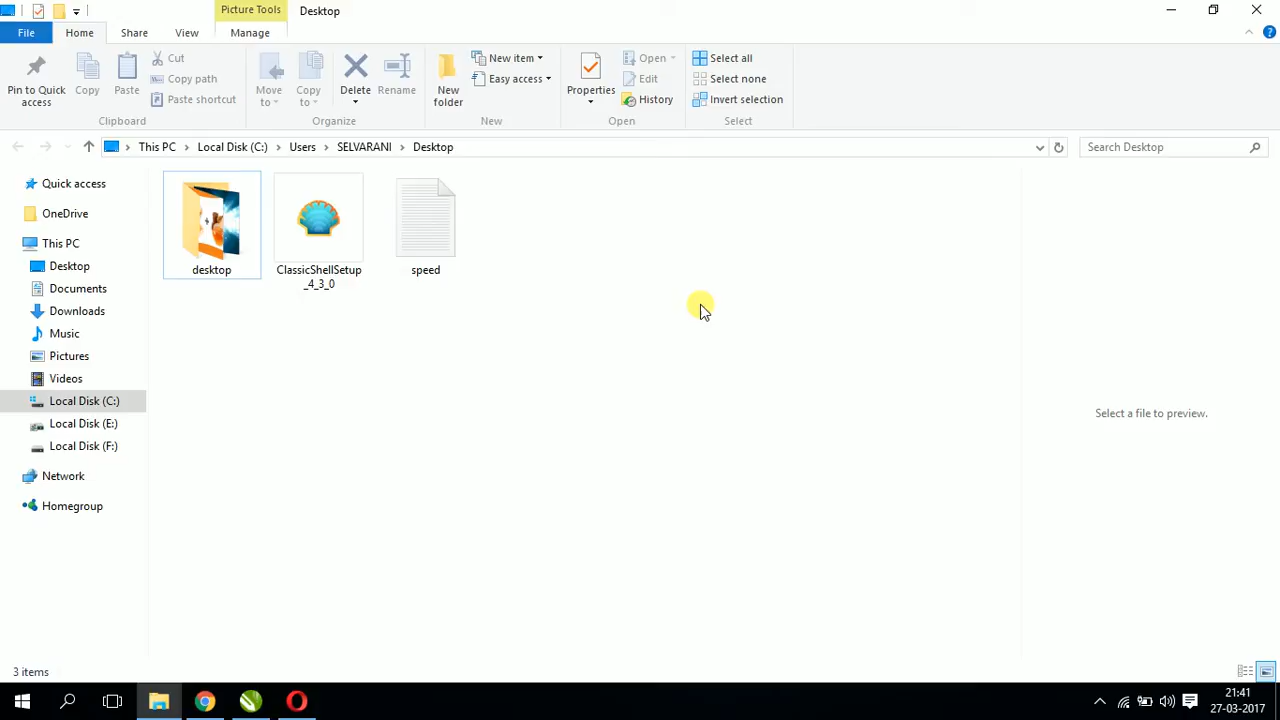 Picture Tools
Desktop
File
Home
Share
View
Manage
Pin to Quick access
Copy
Paste
Cut
Copy path
Paste shortcut
Clipboard
Move to
Copy to
Delete
Rename
Organize
New folder
New item
Easy access
New
Properties
Open
Edit
History
Open
Select all
Select none
Invert selection
Select
This PC
Local Disk (C:)
Users
SELVARANI
Desktop
Search Desktop
Quick access
OneDrive
This PC
Desktop
Documents
Downloads
Music
Pictures
Videos
Local Disk (C:)
Local Disk (E:)
Local Disk (F:)
Network
Homegroup
desktop
ClassicShellSetup
_4_3_0
speed
Select a file to preview.
3 items
21:41
27-03-2017